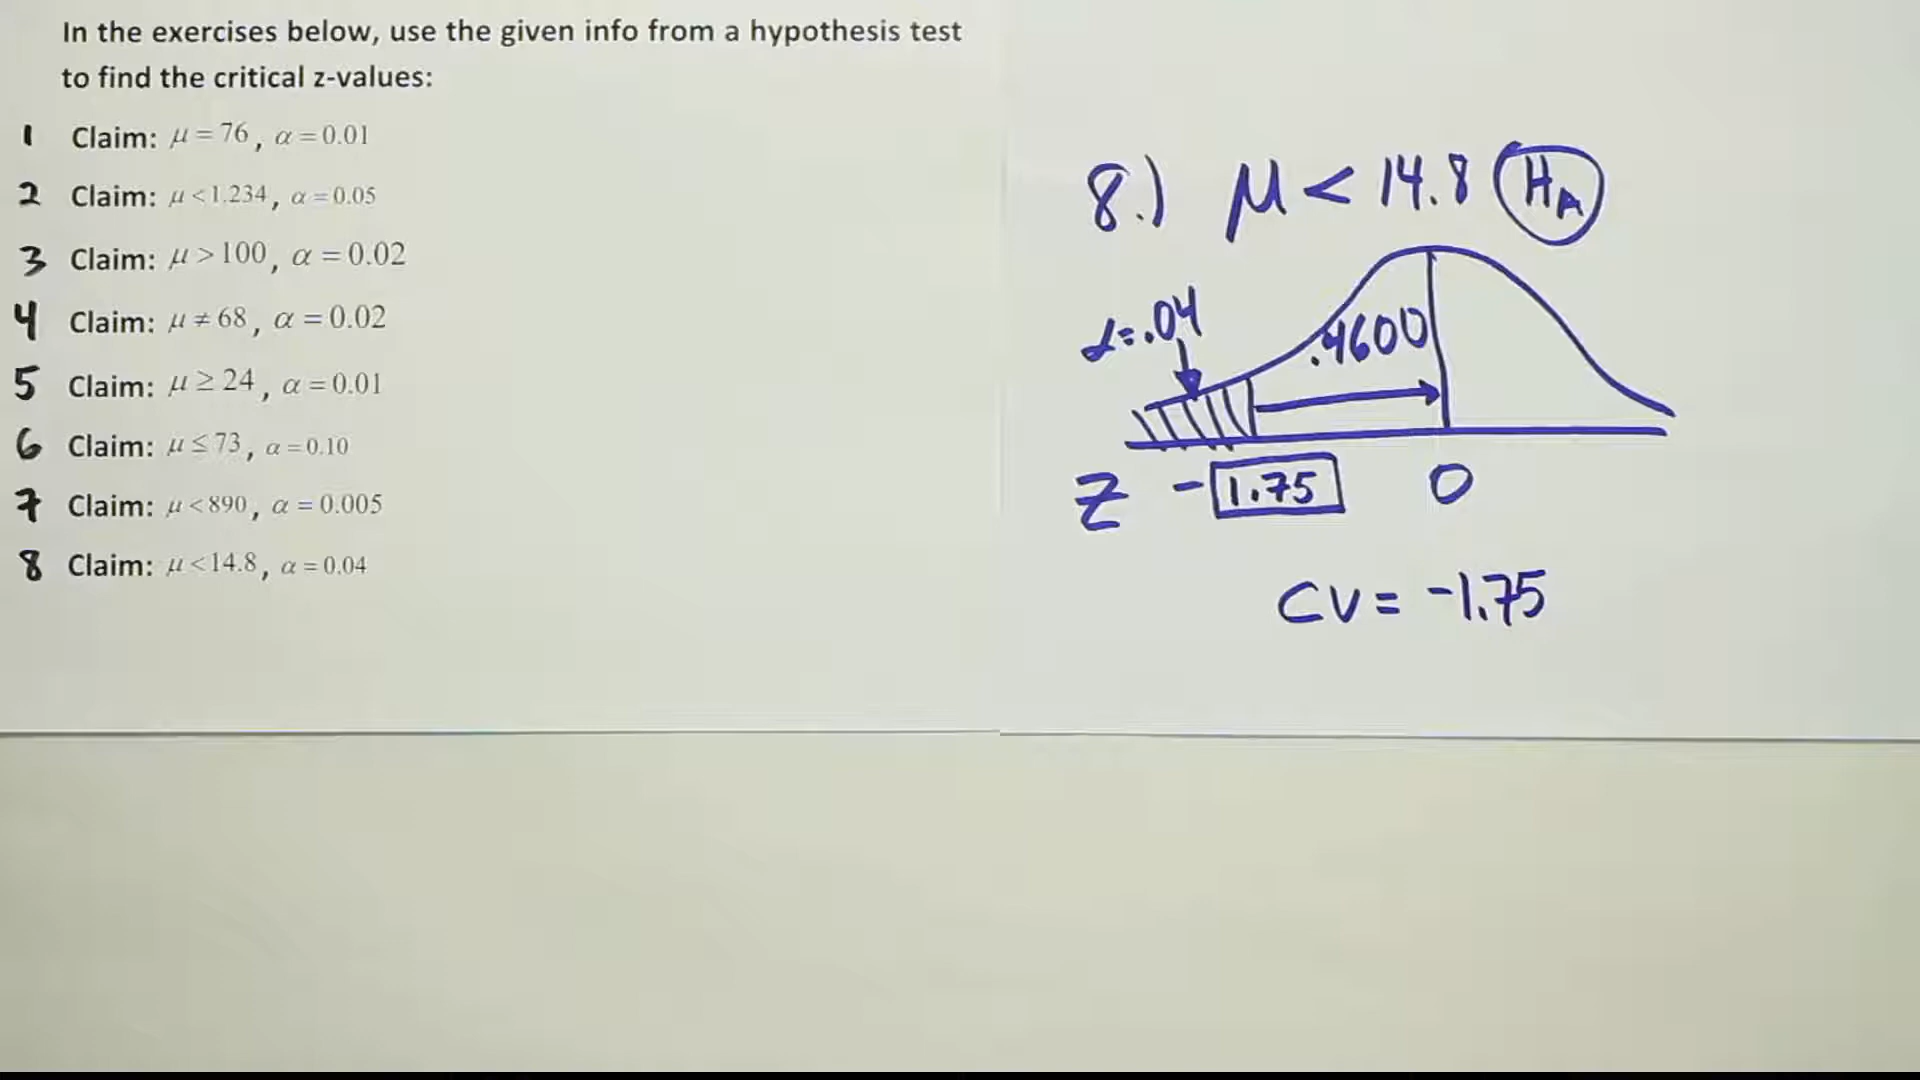 In the exercises below, use the given info from a hypothesis test
to find the critical z-values:
1 Claim: μ = 76, α = 0.01
2 Claim: μ < 1,234, α = 0.05
3 Claim: μ > 100, α = 0.02
4 Claim: μ ≠ 68, α = 0.02
5 Claim: μ ≥ 24, α = 0.01
6 Claim: μ ≤ 73, α = 0.10
7 Claim: μ < 890, α = 0.005
8 Claim: μ < 14.8, α = 0.04
8.) μ < 14.8 HA
α=.04
.4600
Z -1.75 0
CV = -1.75